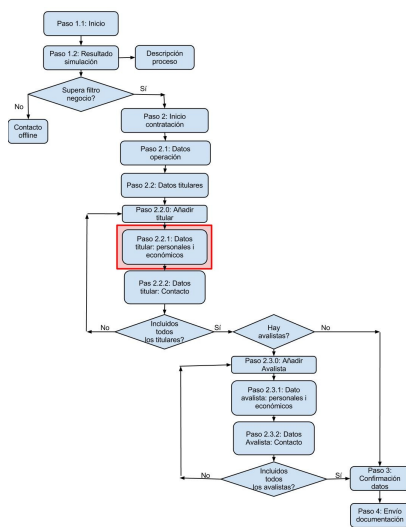 Paso 1.1: Inicio
Paso 1.2: Resultado
simulación
Descripción
proceso
Supera filtro
negocio?
No
Sí
Contacto
offline
Paso 2: Inicio
contratación
Paso 2.1: Datos
operación
Paso 2.2: Datos titulares
Paso 2.2.0: Añadir
titular
Paso 2.2.1: Datos
titular: personales i
económicos
Pas 2.2.2: Datos
titular: Contacto
Incluidos
todos
los titulares?
No
Sí
Hay
avalistas?
No
Paso 2.3.0: Añadir
Avalista
Paso 2.3.1: Dato
avalista: personales i
económicos
Paso 2.3.2: Datos
Avalista: Contacto
Incluidos
todos
los avalistas?
No
Sí
Paso 3:
Confirmación
datos
Paso 4: Envío
documentación